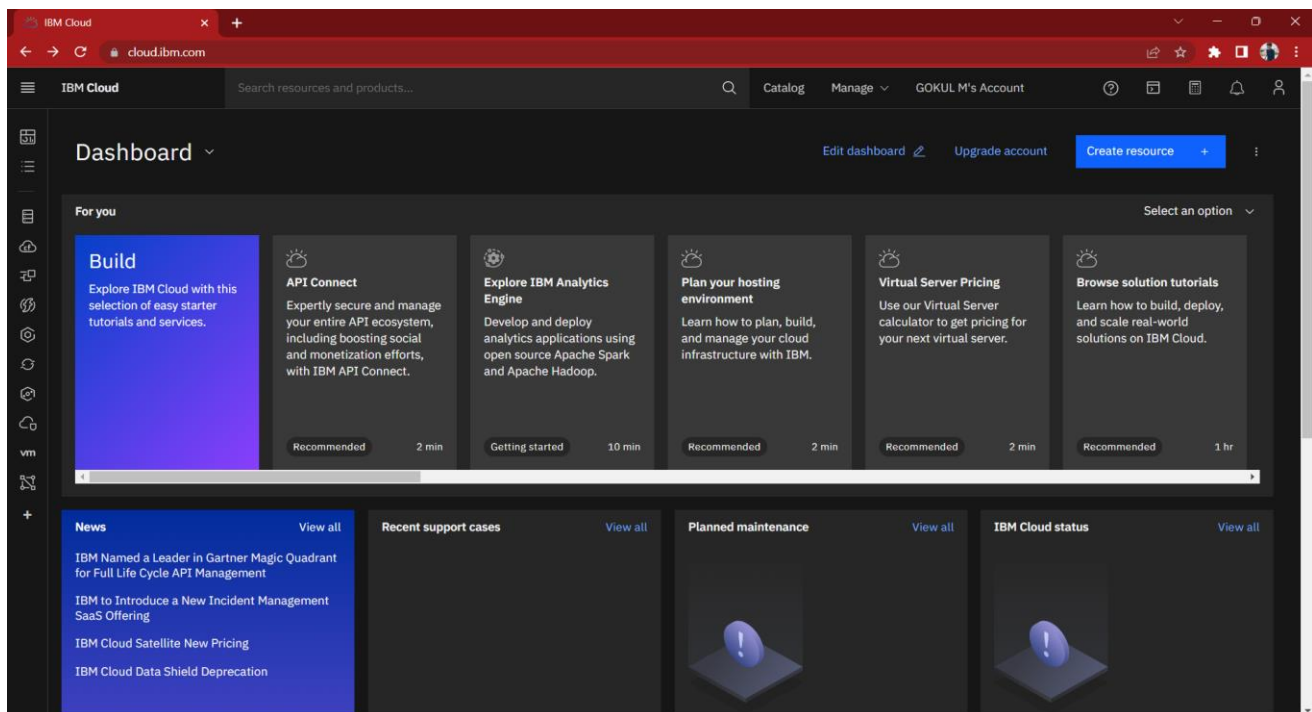 IBM Cloud
cloud.ibm.com
IBM Cloud
Search resources and products...
Catalog
Manage
GOKUL M's Account
Dashboard
Edit dashboard
Upgrade account
Create resource +
For you
Select an option
Build
Explore IBM Cloud with this
selection of easy starter
tutorials and services.
API Connect
Expertly secure and manage
your entire API ecosystem,
including boosting social
and monetization efforts,
with IBM API Connect.
Recommended
2 min
Explore IBM Analytics
Engine
Develop and deploy
analytics applications using
open source Apache Spark
and Apache Hadoop.
Getting started
10 min
Plan your hosting
environment
Learn how to plan, build,
and manage your cloud
infrastructure with IBM.
Recommended
2 min
Virtual Server Pricing
Use our Virtual Server
calculator to get pricing for
your next virtual server.
Recommended
2 min
Browse solution tutorials
Learn how to build, deploy,
and scale real-world
solutions on IBM Cloud.
Recommended
1 hr
vm
News
View all
IBM Named a Leader in Gartner Magic Quadrant
for Full Life Cycle API Management
IBM to Introduce a New Incident Management
SaaS Offering
IBM Cloud Satellite New Pricing
IBM Cloud Data Shield Deprecation
Recent support cases
View all
Planned maintenance
View all
IBM Cloud status
View all